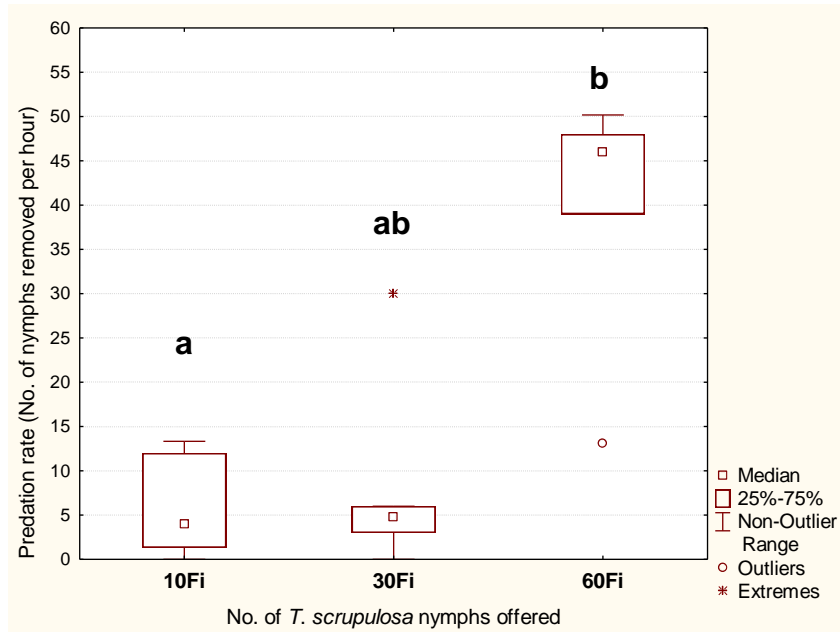 Predation rate (No. of nymphs removed per hour)
60
55
50
45
40
35
30
25
20
15
10
5
0
a
ab
b
10Fi
30Fi
60Fi
No. of T. scrupulosa nymphs offered
Median
25%-75%
Non-Outlier
Range
Outliers
Extremes